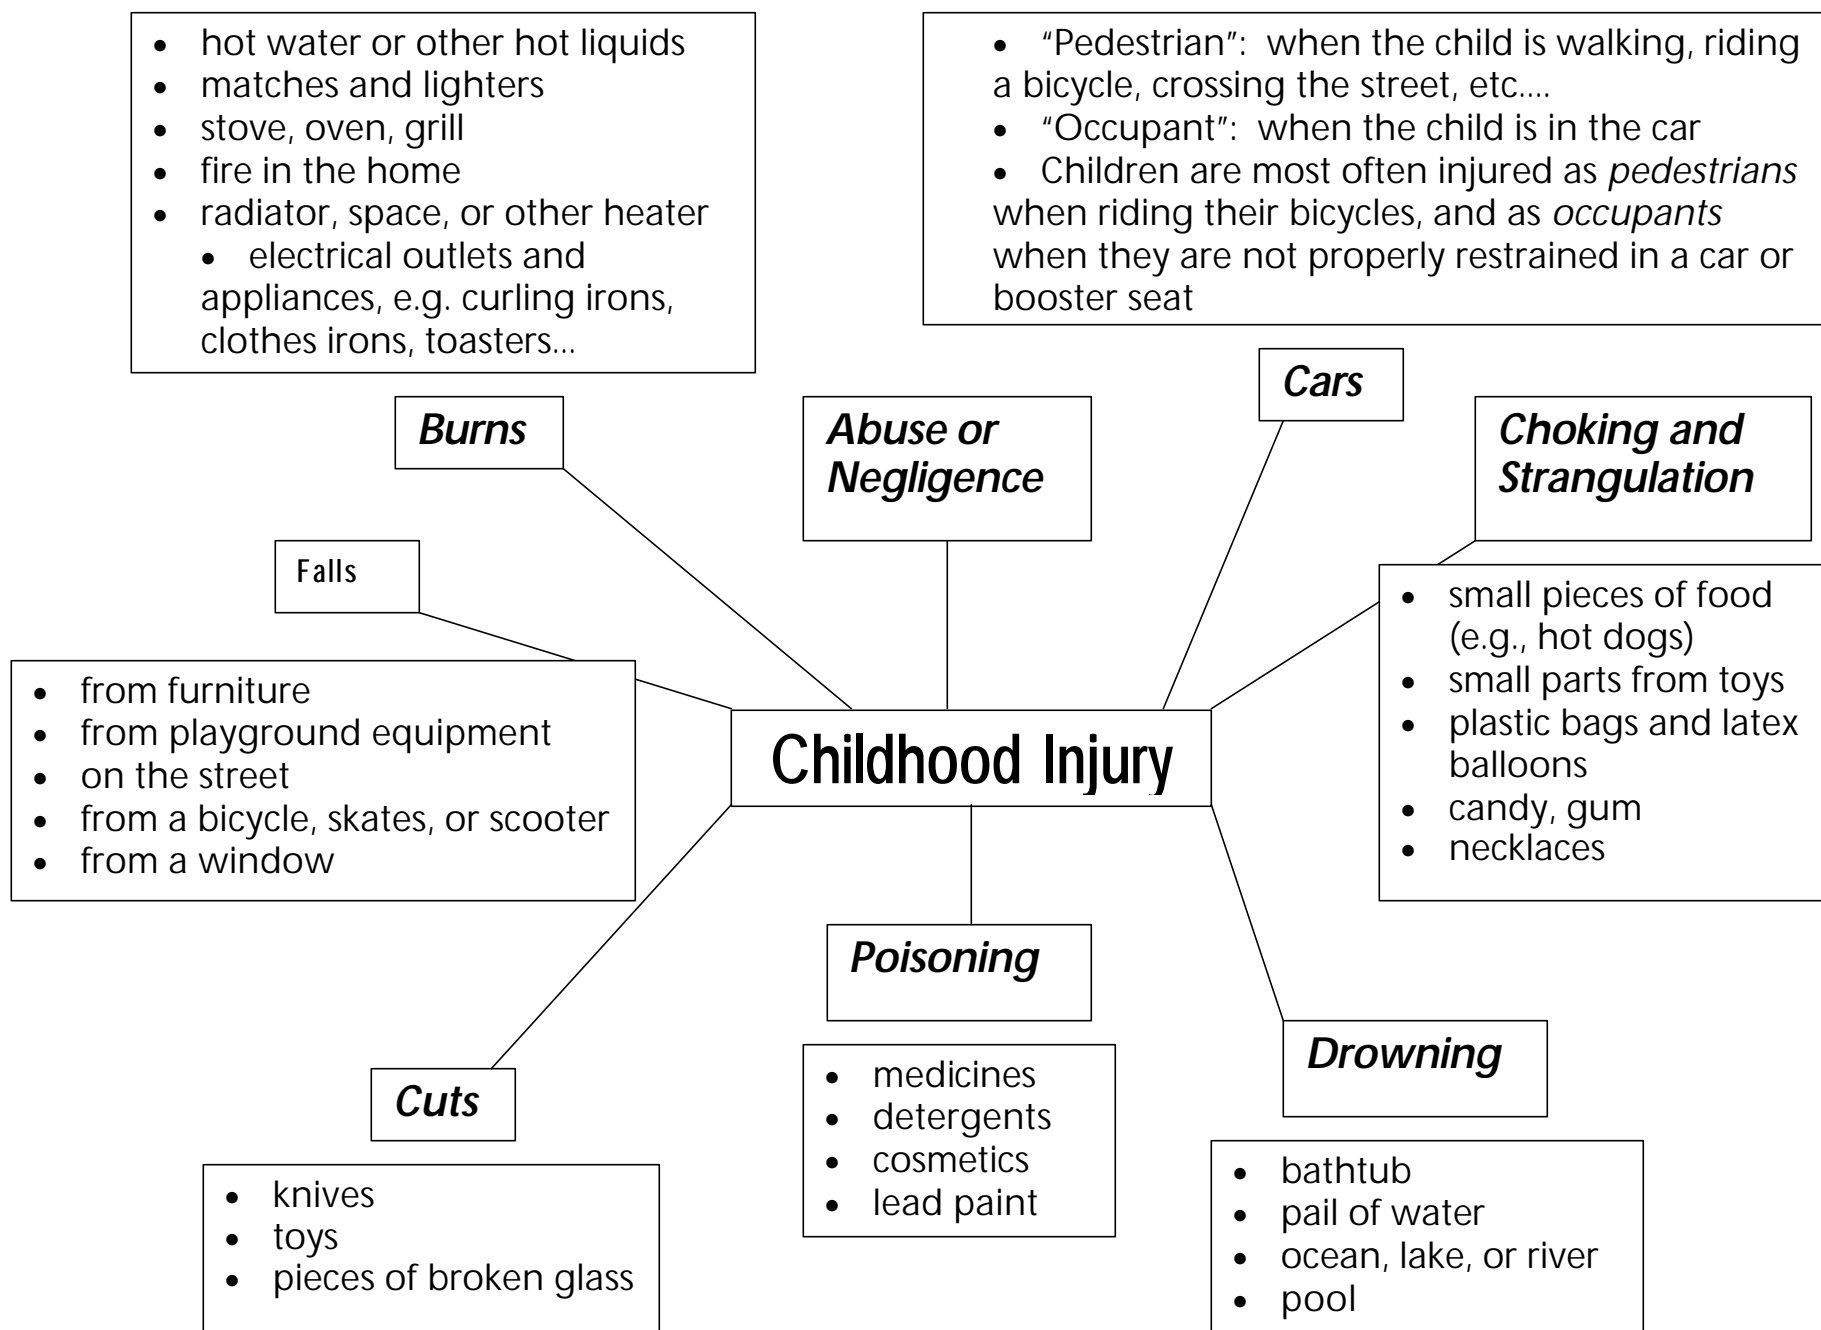 • hot water or other hot liquids
• matches and lighters
• stove, oven, grill
• fire in the home
• radiator, space, or other heater
• electrical outlets and
appliances, e.g. curling irons,
clothes irons, toasters...
• “Pedestrian”:  when the child is walking, riding
a bicycle, crossing the street, etc....
• “Occupant”:  when the child is in the car
• Children are most often injured as pedestrians
when riding their bicycles, and as occupants
when they are not properly restrained in a car or
booster seat
Burns
Abuse or
Negligence
Cars
Choking and
Strangulation
Falls
• from furniture
• from playground equipment
• on the street
• from a bicycle, skates, or scooter
• from a window
Childhood Injury
• small pieces of food
(e.g., hot dogs)
• small parts from toys
• plastic bags and latex
balloons
• candy, gum
• necklaces
Cuts
• knives
• toys
• pieces of broken glass
Poisoning
• medicines
• detergents
• cosmetics
• lead paint
Drowning
• bathtub
• pail of water
• ocean, lake, or river
• pool